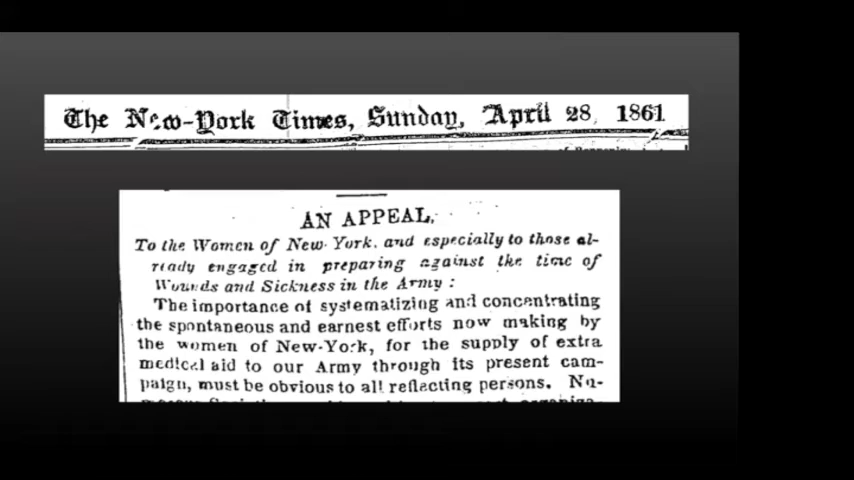 The New-York Times, Sunday, April 28, 1861
AN APPEAL.
To the Women of New-York, and especially to those al-
ready engaged in preparing against the time of
Wounds and Sickness in the Army:
The importance of systematizing and concentrating
the spontaneous and earnest efforts now making by
the women of New-York, for the supply of extra
medical aid to our Army through its present cam-
paign, must be obvious to all reflecting persons. Nu-